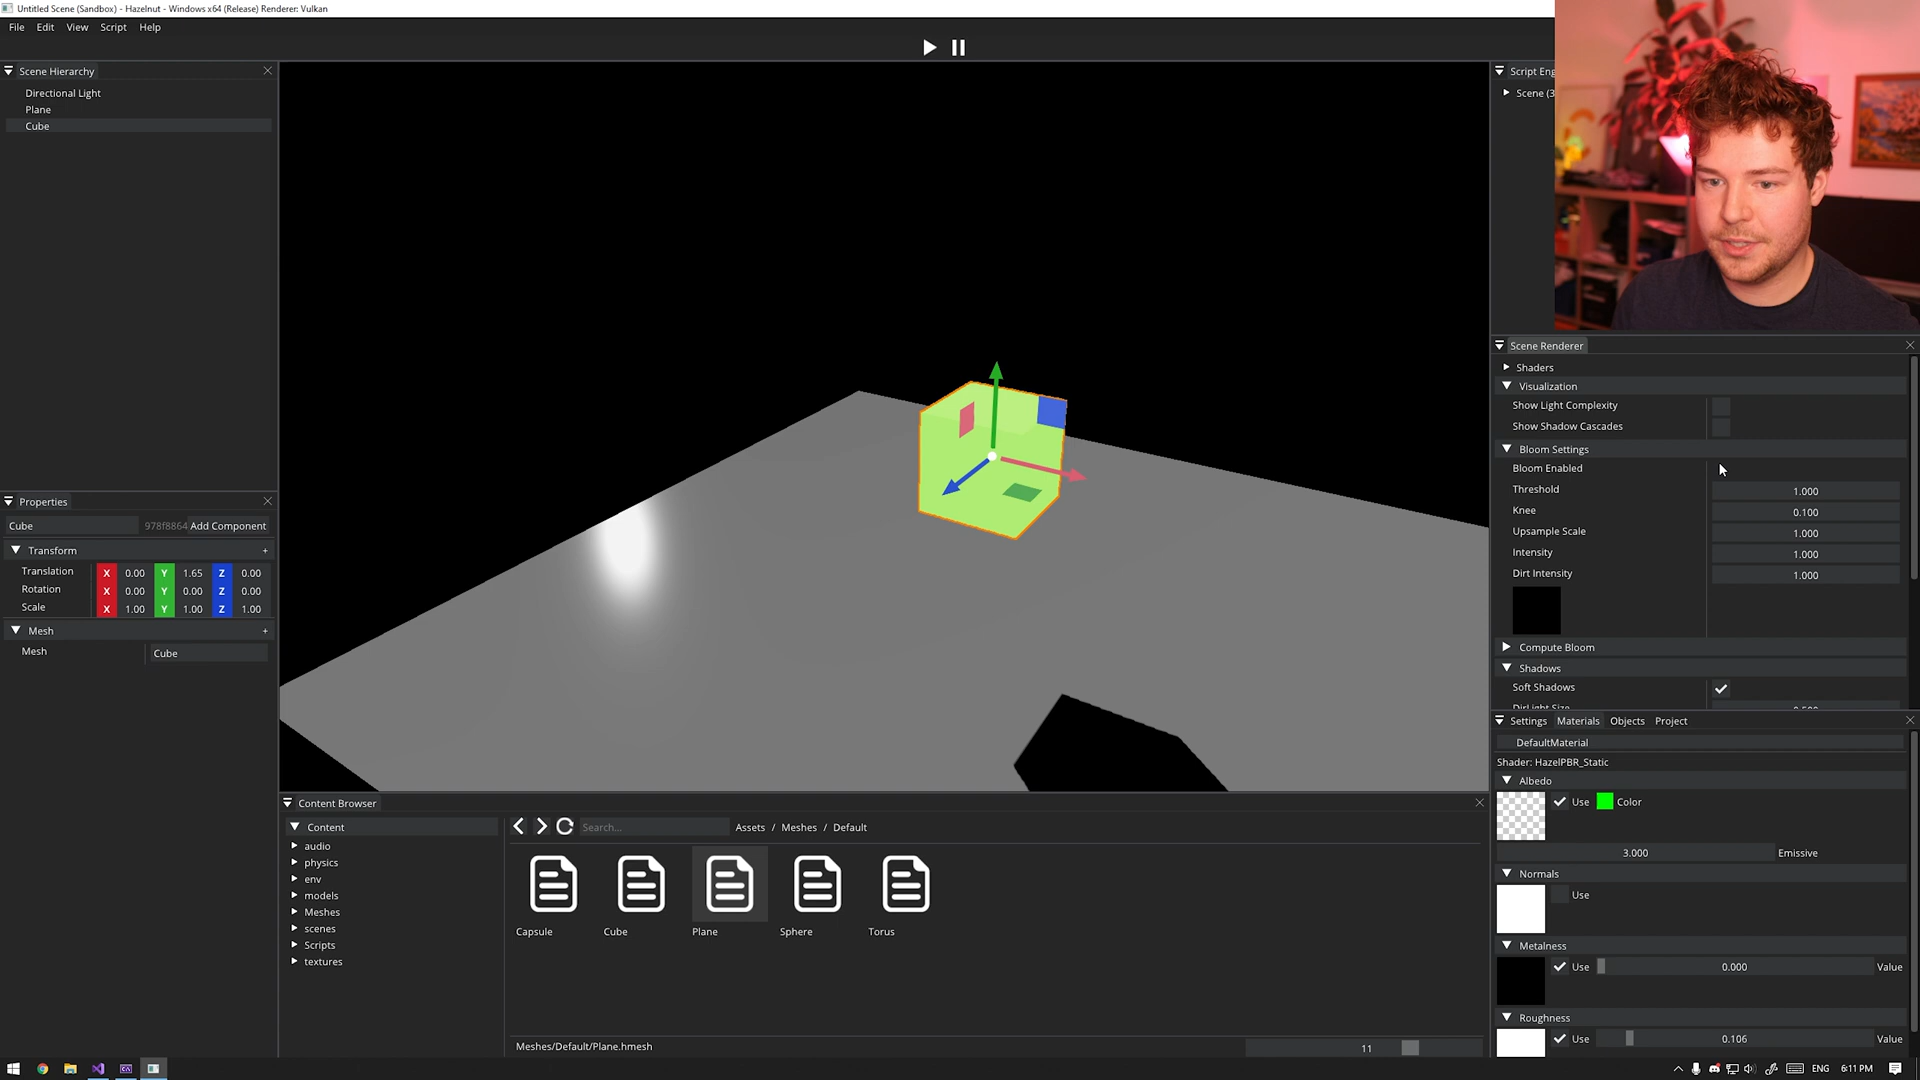 Untitled Scene (Sandbox) - Hazelnut - Windows x64 (Release) Renderer: Vulkan
File Edit View Script Help
Scene Hierarchy
Directional Light
Plane
Cube
Properties
Cube 978f8864 Add Component
Transform +
Translation X 0.00 Y 1.65 Z 0.00
Rotation X 0.00 Y 0.00 Z 0.00
Scale X 1.00 Y 1.00 Z 1.00
Mesh +
Mesh Cube
Content Browser
Content
audio
physics
env
models
Meshes
scenes
Scripts
textures
Search... Assets / Meshes / Default
Capsule Cube Plane Sphere Torus
Meshes/Default/Plane.hmesh 11
Script Eng
Scene (3
Scene Renderer
Shaders
Visualization
Show Light Complexity
Show Shadow Cascades
Bloom Settings
Bloom Enabled
Threshold 1.000
Knee 0.100
Upsample Scale 1.000
Intensity 1.000
Dirt Intensity 1.000
Compute Bloom
Shadows
Soft Shadows
DirLight Size 0.500
Settings Materials Objects Project
DefaultMaterial
Shader: HazelPBR_Static
Albedo
Use Color
3.000 Emissive
Normals
Use
Metalness
Use 0.000 Value
Roughness
Use 0.106 Value
ENG 6:11 PM